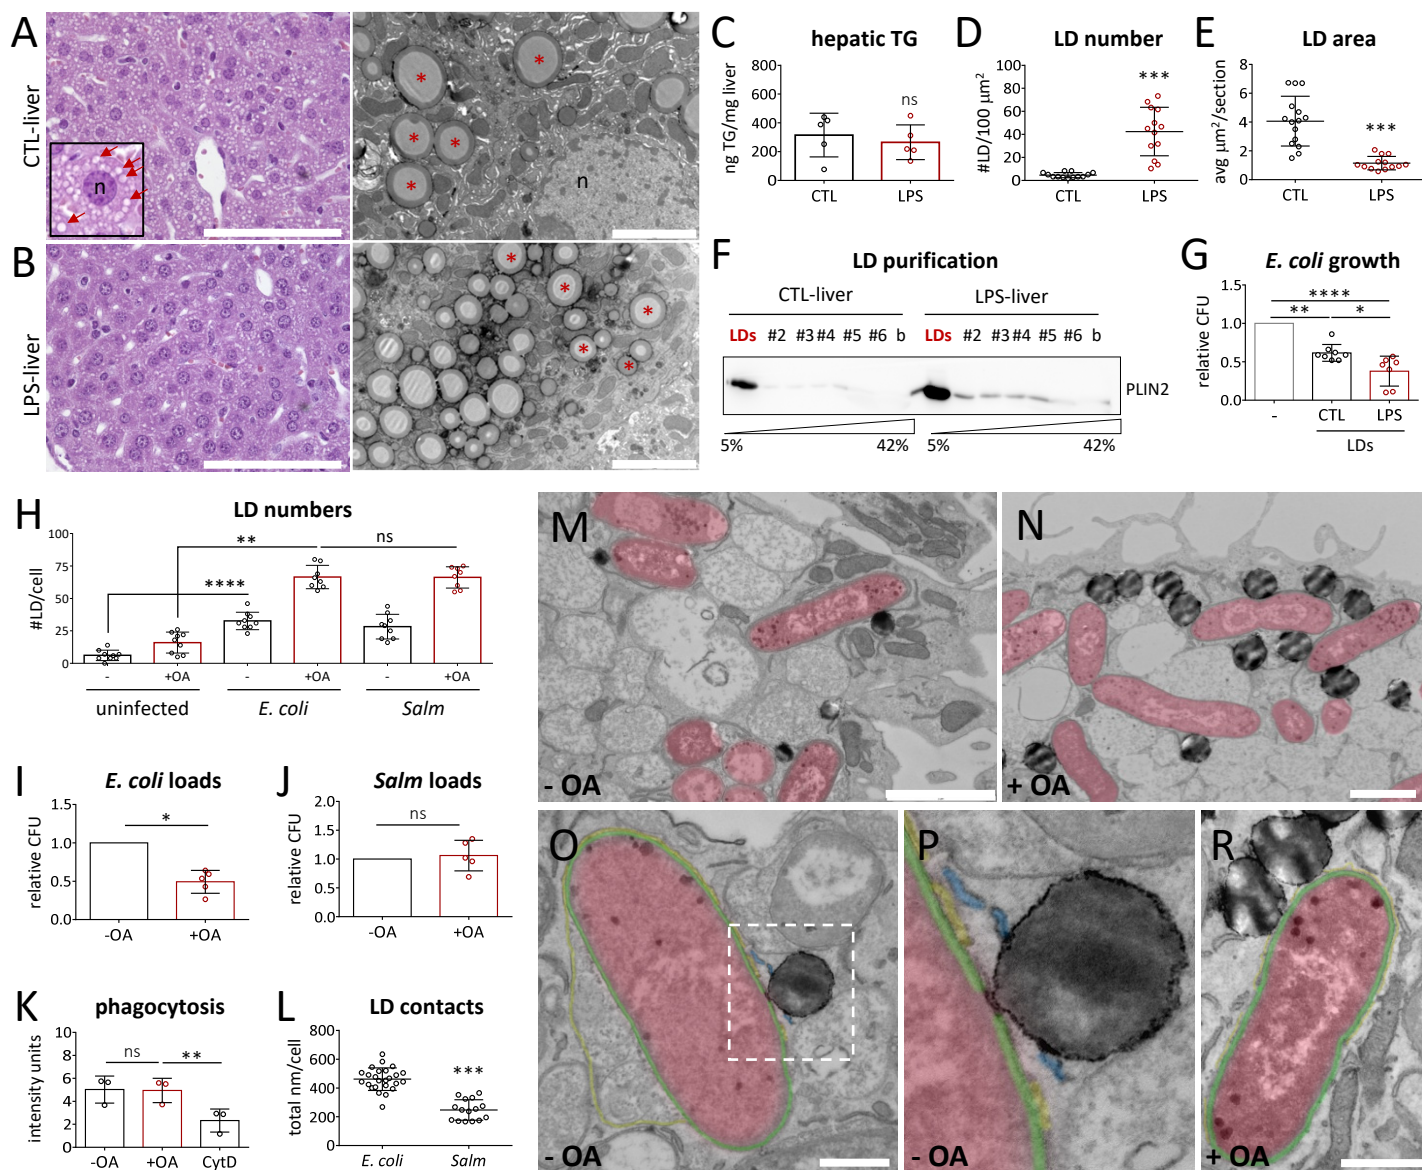 A
CTL-liver
n
*
*
*
*
*
n
B
LPS-liver
*
*
*
*
*
C
hepatic TG
ng TG/mg liver
800
600
400
200
0
ns
CTL
LPS
D
LD number
#LD/100 µm²
100
80
60
40
20
0
***
CTL
LPS
E
LD area
avg µm²/section
8
6
4
2
0
***
CTL
LPS
F
LD purification
CTL-liver
LPS-liver
LDs #2 #3 #4 #5 #6 b
LDs #2 #3 #4 #5 #6 b
PLIN2
5%
42%
5%
42%
G
E. coli growth
relative CFU
1.5
1.0
0.5
0.0
****
**
*
-
CTL
LPS
LDs
H
LD numbers
#LD/cell
100
75
50
25
0
**
ns
****
-
+OA
-
+OA
-
+OA
uninfected
E. coli
Salm
I
E. coli loads
relative CFU
1.5
1.0
0.5
0.0
*
-OA
+OA
J
Salm loads
relative CFU
2.0
1.5
1.0
0.5
0.0
ns
-OA
+OA
K
phagocytosis
intensity units
10
8
6
4
2
0
ns
**
-OA
+OA
CytD
L
LD contacts
total nm/cell
800
600
400
200
0
***
E. coli
Salm
M
- OA
N
+ OA
O
- OA
P
- OA
R
+ OA